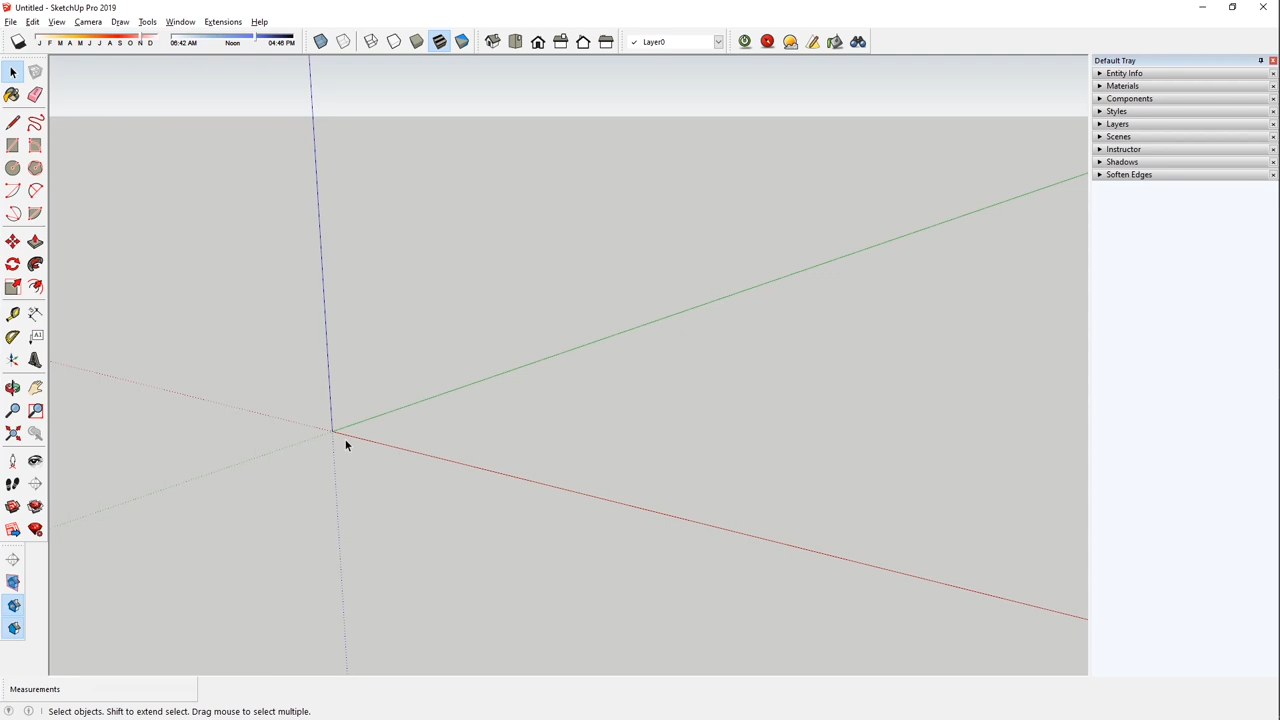 Untitled - SketchUp Pro 2019
File Edit View Camera Draw Tools Window Extensions Help
J F M A M J J A S O N D
06:42 AM Noon 04:46 PM
Layer0
Default Tray
Entity Info
Materials
Components
Styles
Layers
Scenes
Instructor
Shadows
Soften Edges
Measurements
Select objects. Shift to extend select. Drag mouse to select multiple.